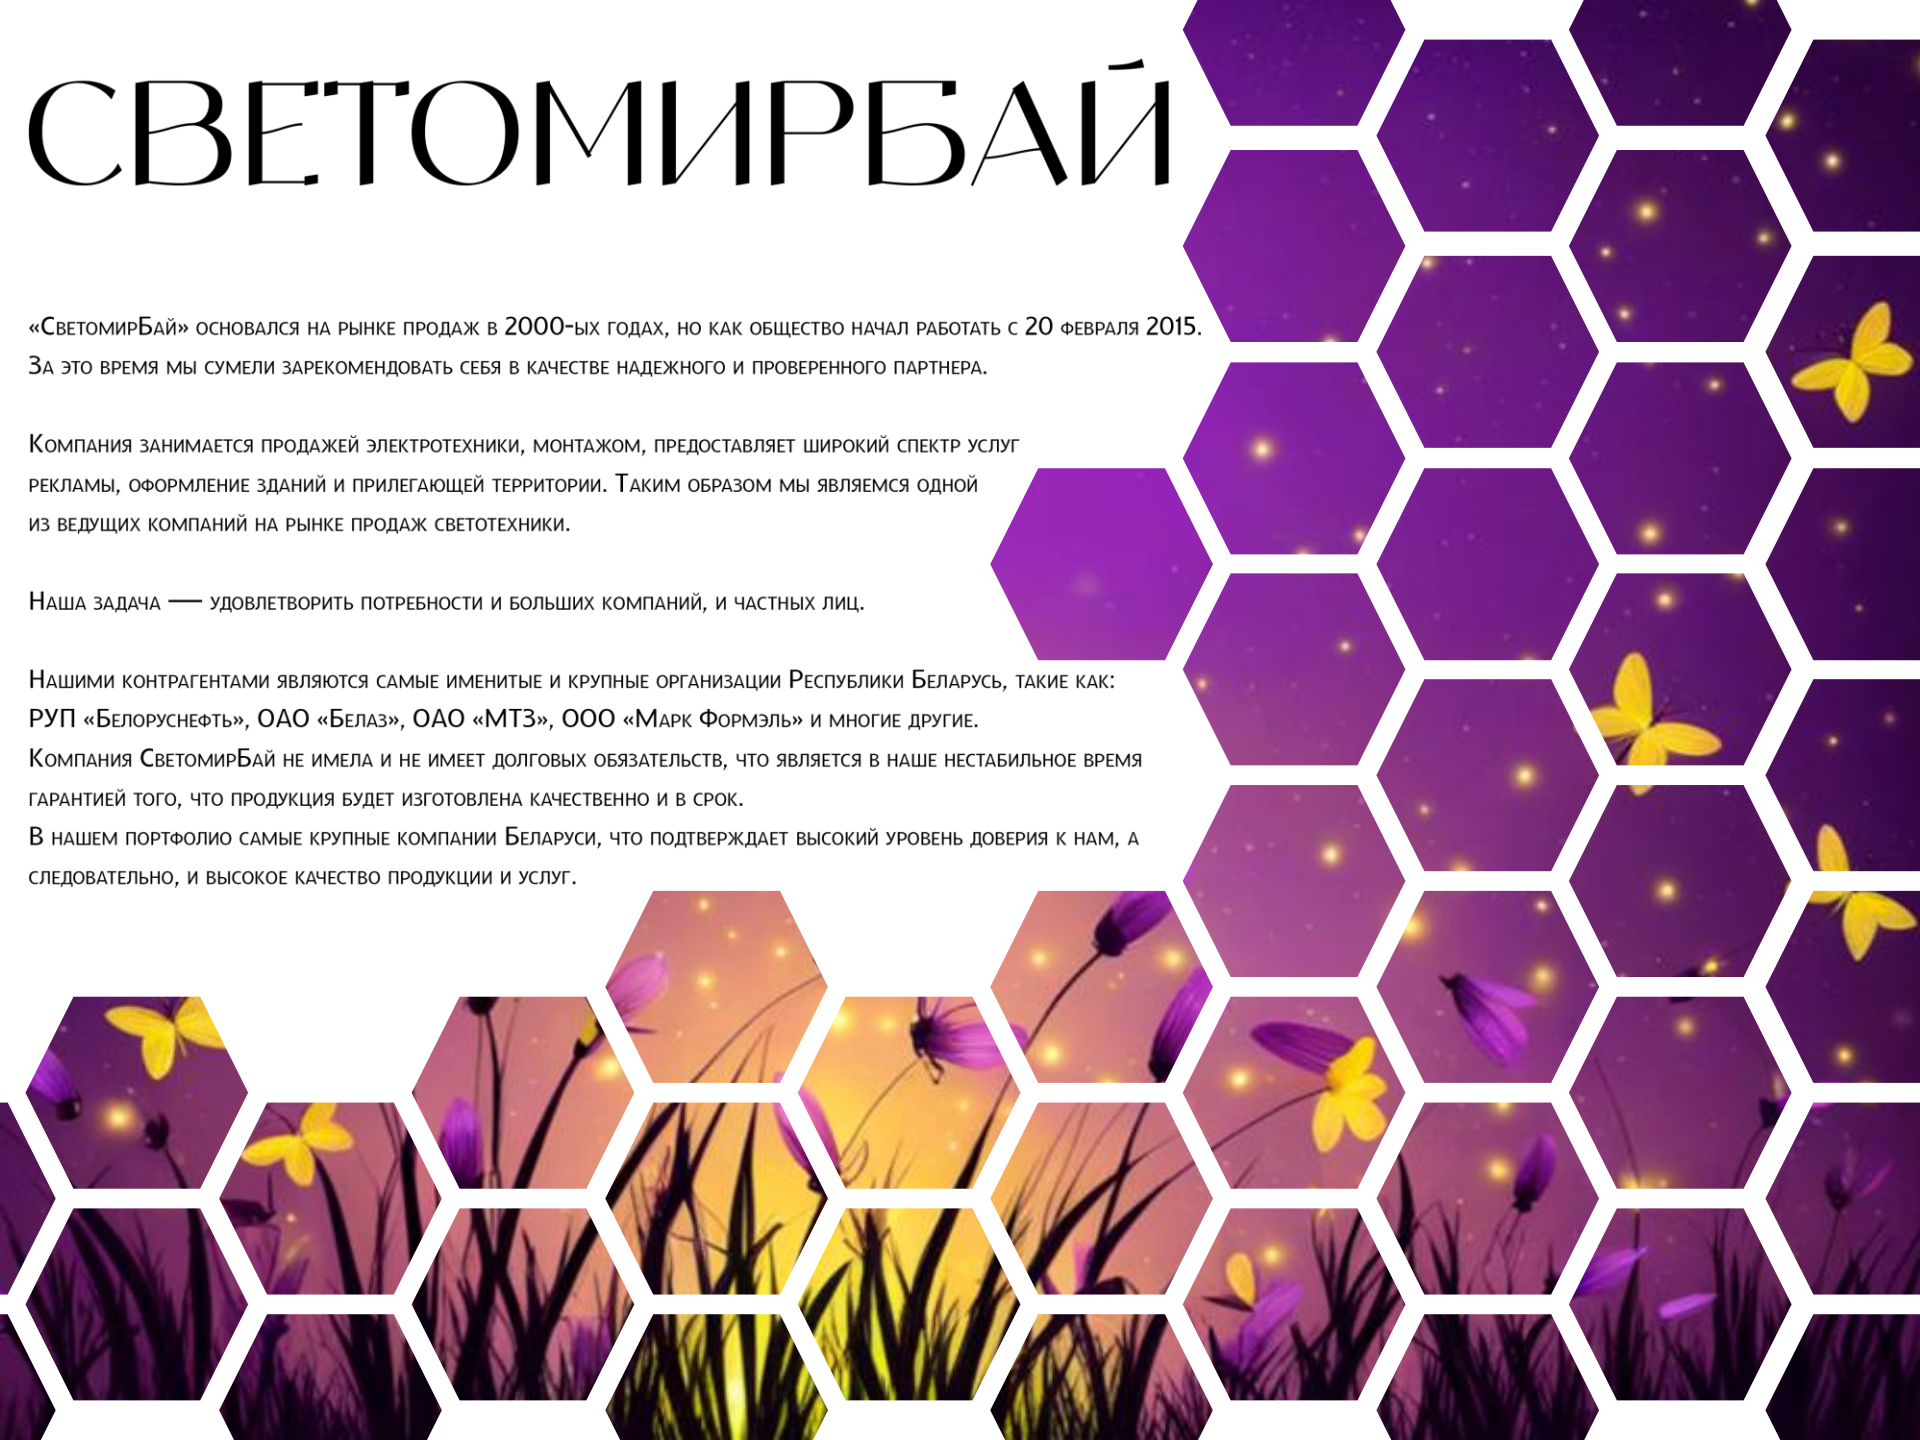 СВЕТОМИРБАЙ
«СветомирБай» основался на рынке продаж в 2000-ых годах, но как общество начал работать с 20 февраля 2015.
За это время мы сумели зарекомендовать себя в качестве надежного и проверенного партнера.
Компания занимается продажей электротехники, монтажом, предоставляет широкий спектр услуг
рекламы, оформление зданий и прилегающей территории. Таким образом мы являемся одной
из ведущих компаний на рынке продаж светотехники.
Наша задача — удовлетворить потребности и больших компаний, и частных лиц.
Нашими контрагентами являются самые именитые и крупные организации Республики Беларусь, такие как:
РУП «Белоруснефть», ОАО «Белаз», ОАО «МТЗ», ООО «Марк Формэль» и многие другие.
Компания СветомирБай не имела и не имеет долговых обязательств, что является в наше нестабильное время
гарантией того, что продукция будет изготовлена качественно и в срок.
В нашем портфолио самые крупные компании Беларуси, что подтверждает высокий уровень доверия к нам, а
следовательно, и высокое качество продукции и услуг.